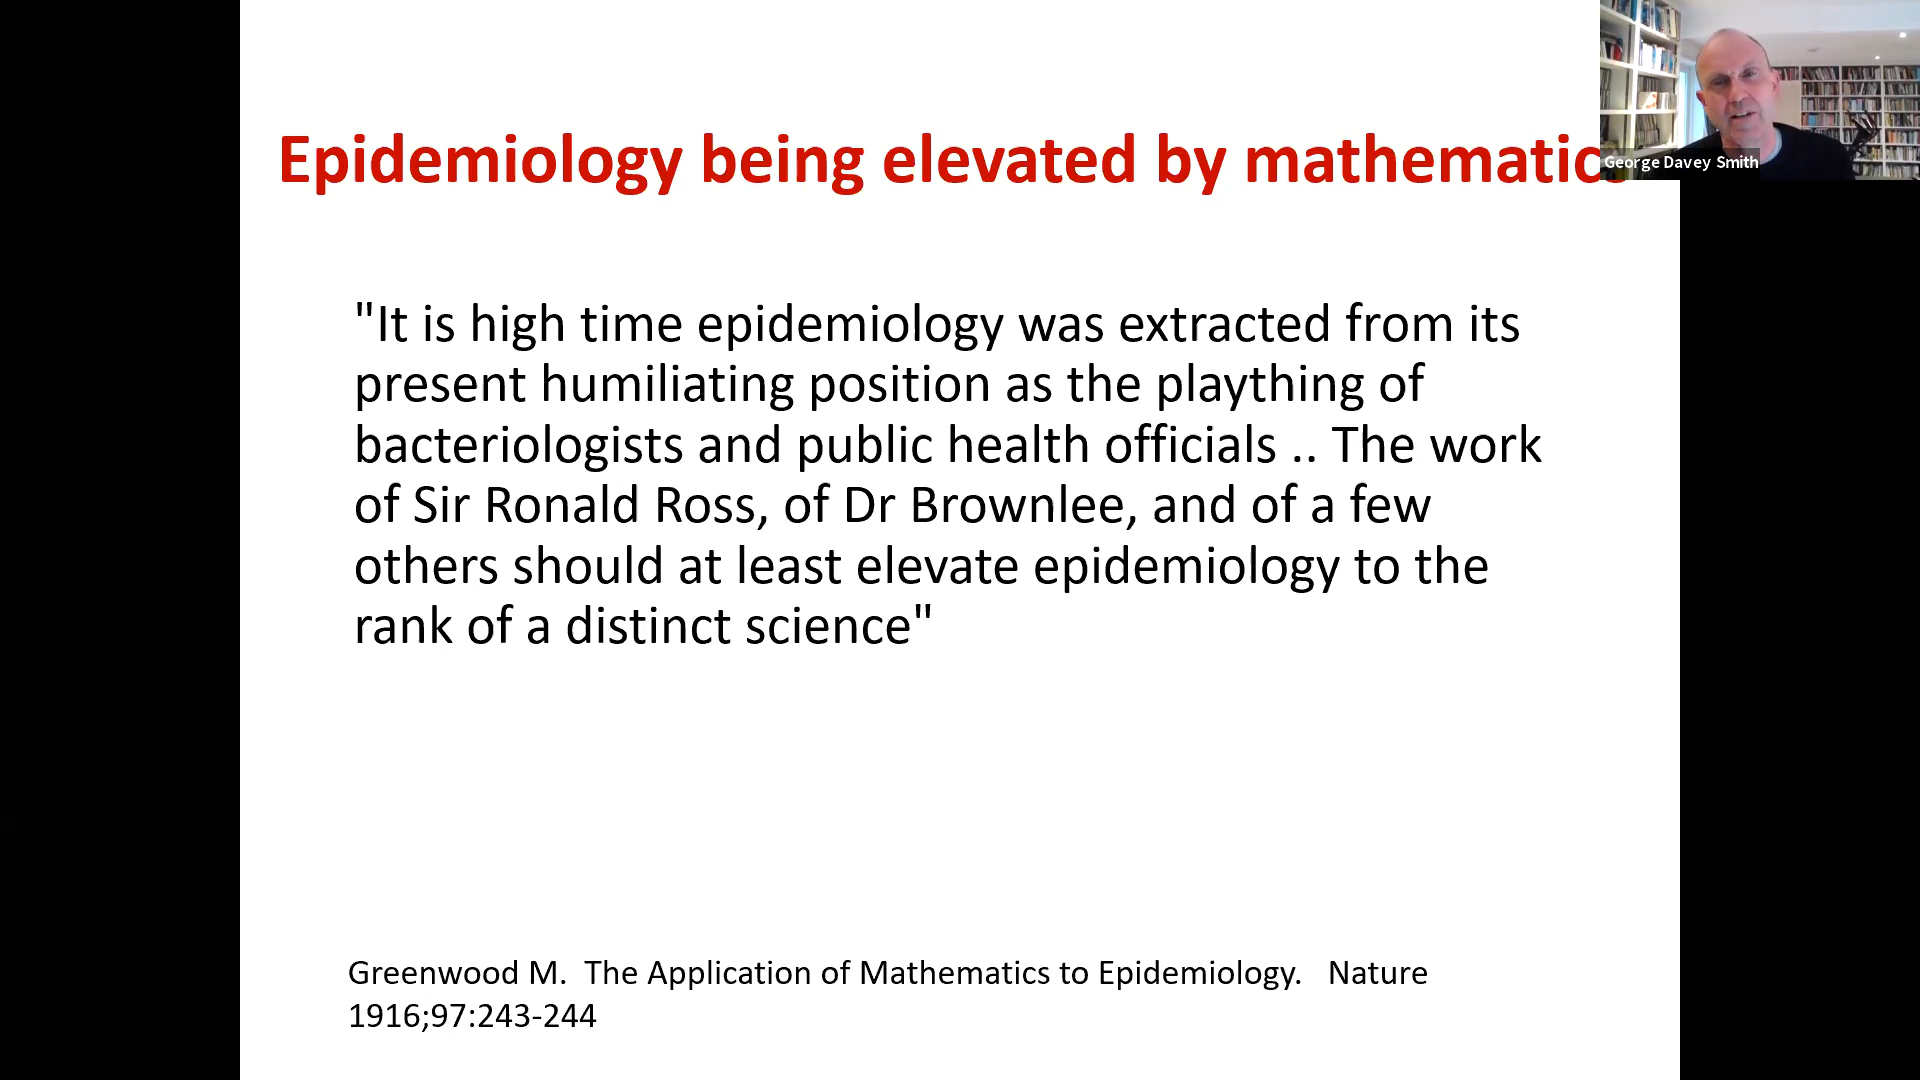 Epidemiology being elevated by mathematic
George Davey Smith
"It is high time epidemiology was extracted from its
present humiliating position as the plaything of
bacteriologists and public health officials .. The work
of Sir Ronald Ross, of Dr Brownlee, and of a few
others should at least elevate epidemiology to the
rank of a distinct science"
Greenwood M.  The Application of Mathematics to Epidemiology.   Nature
1916;97:243-244